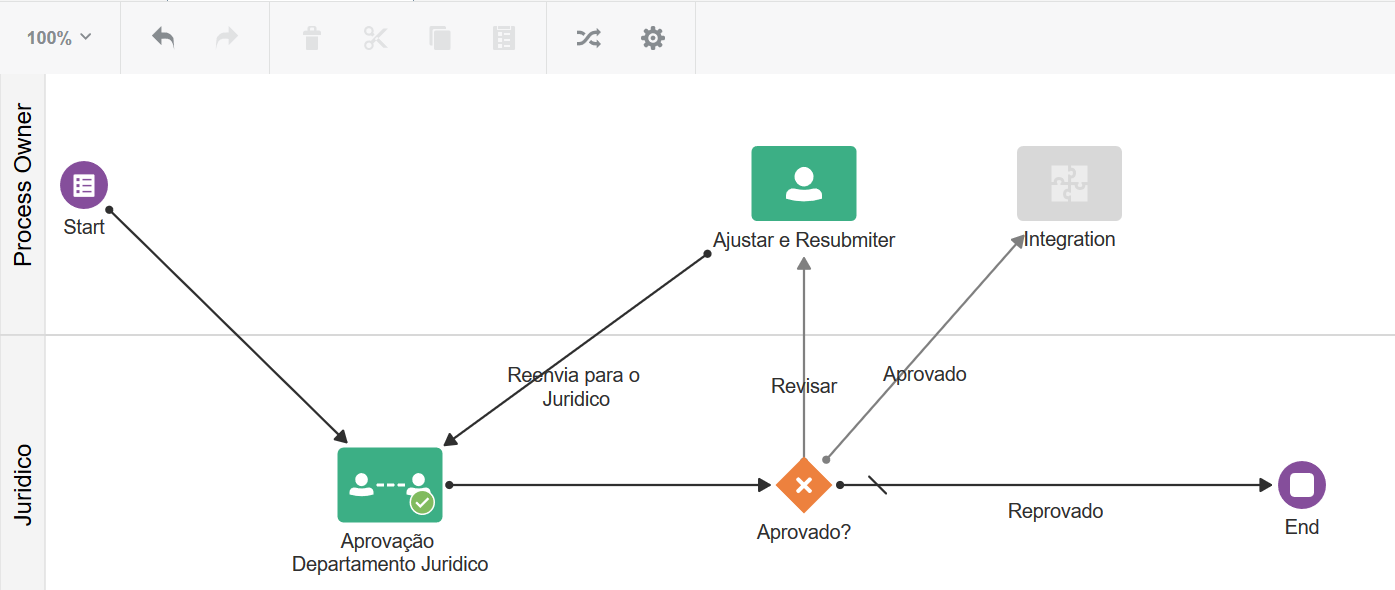 100%
Process Owner
Start
Ajustar e Resubmiter
Integration
Reenvia para o
Juridico
Revisar
Aprovado
Juridico
Aprovação
Departamento Juridico
Aprovado?
Reprovado
End